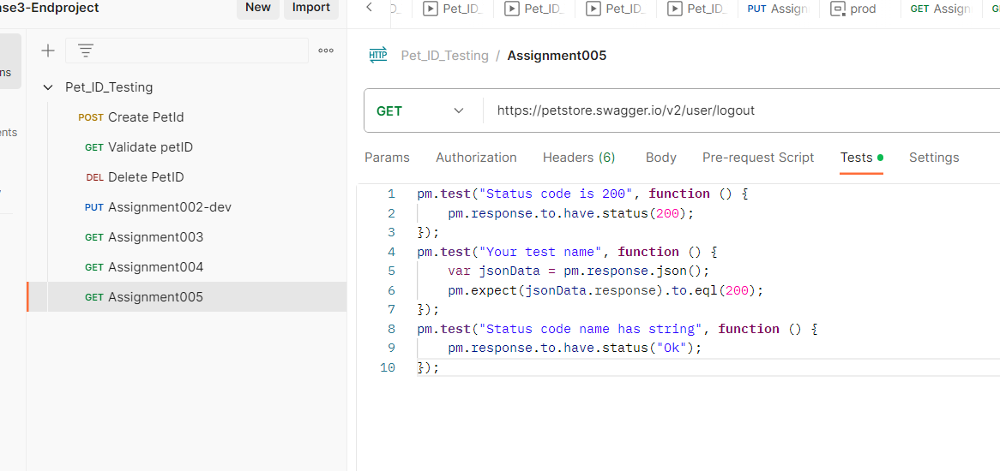 ase3-Endproject
New Import
Pet_ID_
Pet_ID_
Pet_ID_
Pet_ID_
PUT Assign
prod
GET Assign
ns
ents
Pet_ID_Testing
POST Create PetId
GET Validate petID
DEL Delete PetID
PUT Assignment002-dev
GET Assignment003
GET Assignment004
GET Assignment005
HTTP Pet_ID_Testing / Assignment005
GET https://petstore.swagger.io/v2/user/logout
Params Authorization Headers (6) Body Pre-request Script Tests Settings
1 pm.test("Status code is 200", function () {
2 pm.response.to.have.status(200);
3 });
4 pm.test("Your test name", function () {
5 var jsonData = pm.response.json();
6 pm.expect(jsonData.response).to.eql(200);
7 });
8 pm.test("Status code name has string", function () {
9 pm.response.to.have.status("Ok");
10 });